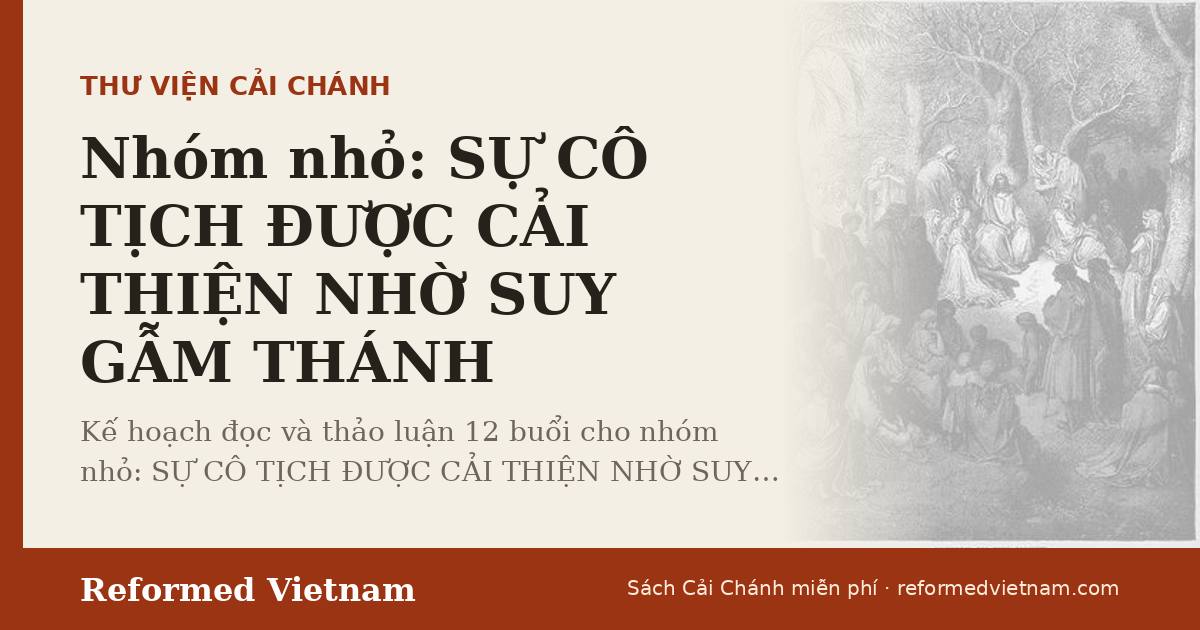 THƯ VIỆN CẢI CHÁNH
Nhóm nhỏ: SỰ CÔ
TỊCH ĐƯỢC CẢI
THIỆN NHỜ SUY
GẪM THÁNH
Kế hoạch đọc và thảo luận 12 buổi cho nhóm
nhỏ: SỰ CÔ TỊCH ĐƯỢC CẢI THIỆN NHỜ SUY...
Reformed Vietnam
Sách Cải Chánh miễn phí · reformedvietnam.com